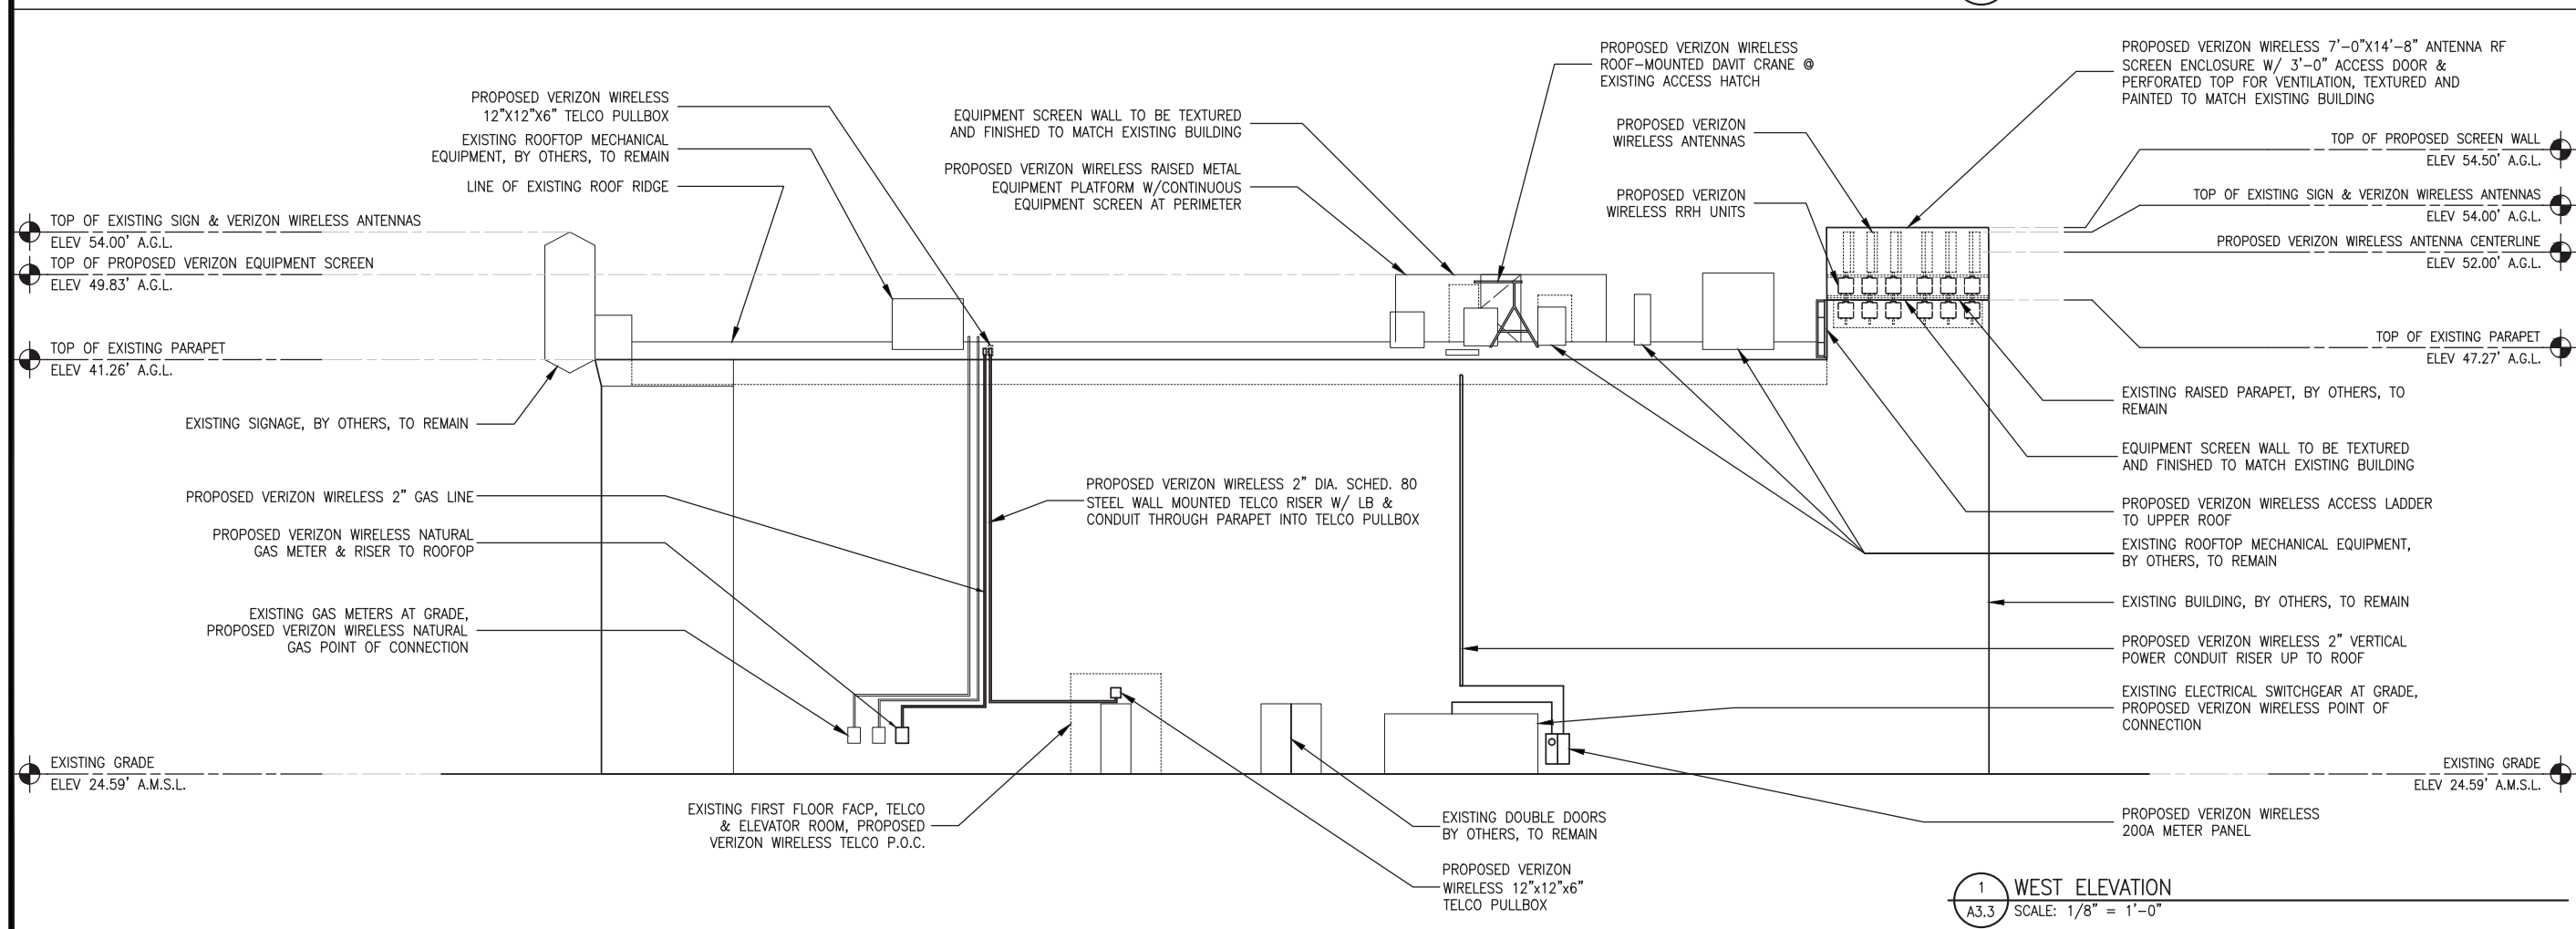 PROPOSED VERIZON WIRELESS
12"X12"X6" TELCO PULLBOX
EXISTING ROOFTOP MECHANICAL
EQUIPMENT, BY OTHERS, TO REMAIN
LINE OF EXISTING ROOF RIDGE
TOP OF EXISTING SIGN & VERIZON WIRELESS ANTENNAS
ELEV 54.00' A.G.L.
TOP OF PROPOSED VERIZON EQUIPMENT SCREEN
ELEV 49.83' A.G.L.
TOP OF EXISTING PARAPET
ELEV 41.26' A.G.L.
EXISTING SIGNAGE, BY OTHERS, TO REMAIN
PROPOSED VERIZON WIRELESS 2" GAS LINE
PROPOSED VERIZON WIRELESS NATURAL
GAS METER & RISER TO ROOFOP
EXISTING GAS METERS AT GRADE,
PROPOSED VERIZON WIRELESS NATURAL
GAS POINT OF CONNECTION
EXISTING GRADE
ELEV 24.59' A.M.S.L.
EQUIPMENT SCREEN WALL TO BE TEXTURED
AND FINISHED TO MATCH EXISTING BUILDING
PROPOSED VERIZON WIRELESS RAISED METAL
EQUIPMENT PLATFORM W/CONTINUOUS
EQUIPMENT SCREEN AT PERIMETER
PROPOSED VERIZON WIRELESS
ROOF-MOUNTED DAVIT CRANE @
EXISTING ACCESS HATCH
PROPOSED VERIZON
WIRELESS ANTENNAS
PROPOSED VERIZON
WIRELESS RRH UNITS
PROPOSED VERIZON WIRELESS 2" DIA. SCHED. 80
STEEL WALL MOUNTED TELCO RISER W/ LB &
CONDUIT THROUGH PARAPET INTO TELCO PULLBOX
EXISTING FIRST FLOOR FACP, TELCO
& ELEVATOR ROOM, PROPOSED
VERIZON WIRELESS TELCO P.O.C.
EXISTING DOUBLE DOORS
BY OTHERS, TO REMAIN
PROPOSED VERIZON
WIRELESS 12"x12"x6"
TELCO PULLBOX
PROPOSED VERIZON WIRELESS 7'-0"X14'-8" ANTENNA RF
SCREEN ENCLOSURE W/ 3'-0" ACCESS DOOR &
PERFORATED TOP FOR VENTILATION, TEXTURED AND
PAINTED TO MATCH EXISTING BUILDING
TOP OF PROPOSED SCREEN WALL
ELEV 54.50' A.G.L.
TOP OF EXISTING SIGN & VERIZON WIRELESS ANTENNAS
ELEV 54.00' A.G.L.
PROPOSED VERIZON WIRELESS ANTENNA CENTERLINE
ELEV 52.00' A.G.L.
TOP OF EXISTING PARAPET
ELEV 47.27' A.G.L.
EXISTING RAISED PARAPET, BY OTHERS, TO
REMAIN
EQUIPMENT SCREEN WALL TO BE TEXTURED
AND FINISHED TO MATCH EXISTING BUILDING
PROPOSED VERIZON WIRELESS ACCESS LADDER
TO UPPER ROOF
EXISTING ROOFTOP MECHANICAL EQUIPMENT,
BY OTHERS, TO REMAIN
EXISTING BUILDING, BY OTHERS, TO REMAIN
PROPOSED VERIZON WIRELESS 2" VERTICAL
POWER CONDUIT RISER UP TO ROOF
EXISTING ELECTRICAL SWITCHGEAR AT GRADE,
PROPOSED VERIZON WIRELESS POINT OF
CONNECTION
EXISTING GRADE
ELEV 24.59' A.M.S.L.
PROPOSED VERIZON WIRELESS
200A METER PANEL
1 WEST ELEVATION
A3.3 SCALE: 1/8" = 1'-0"